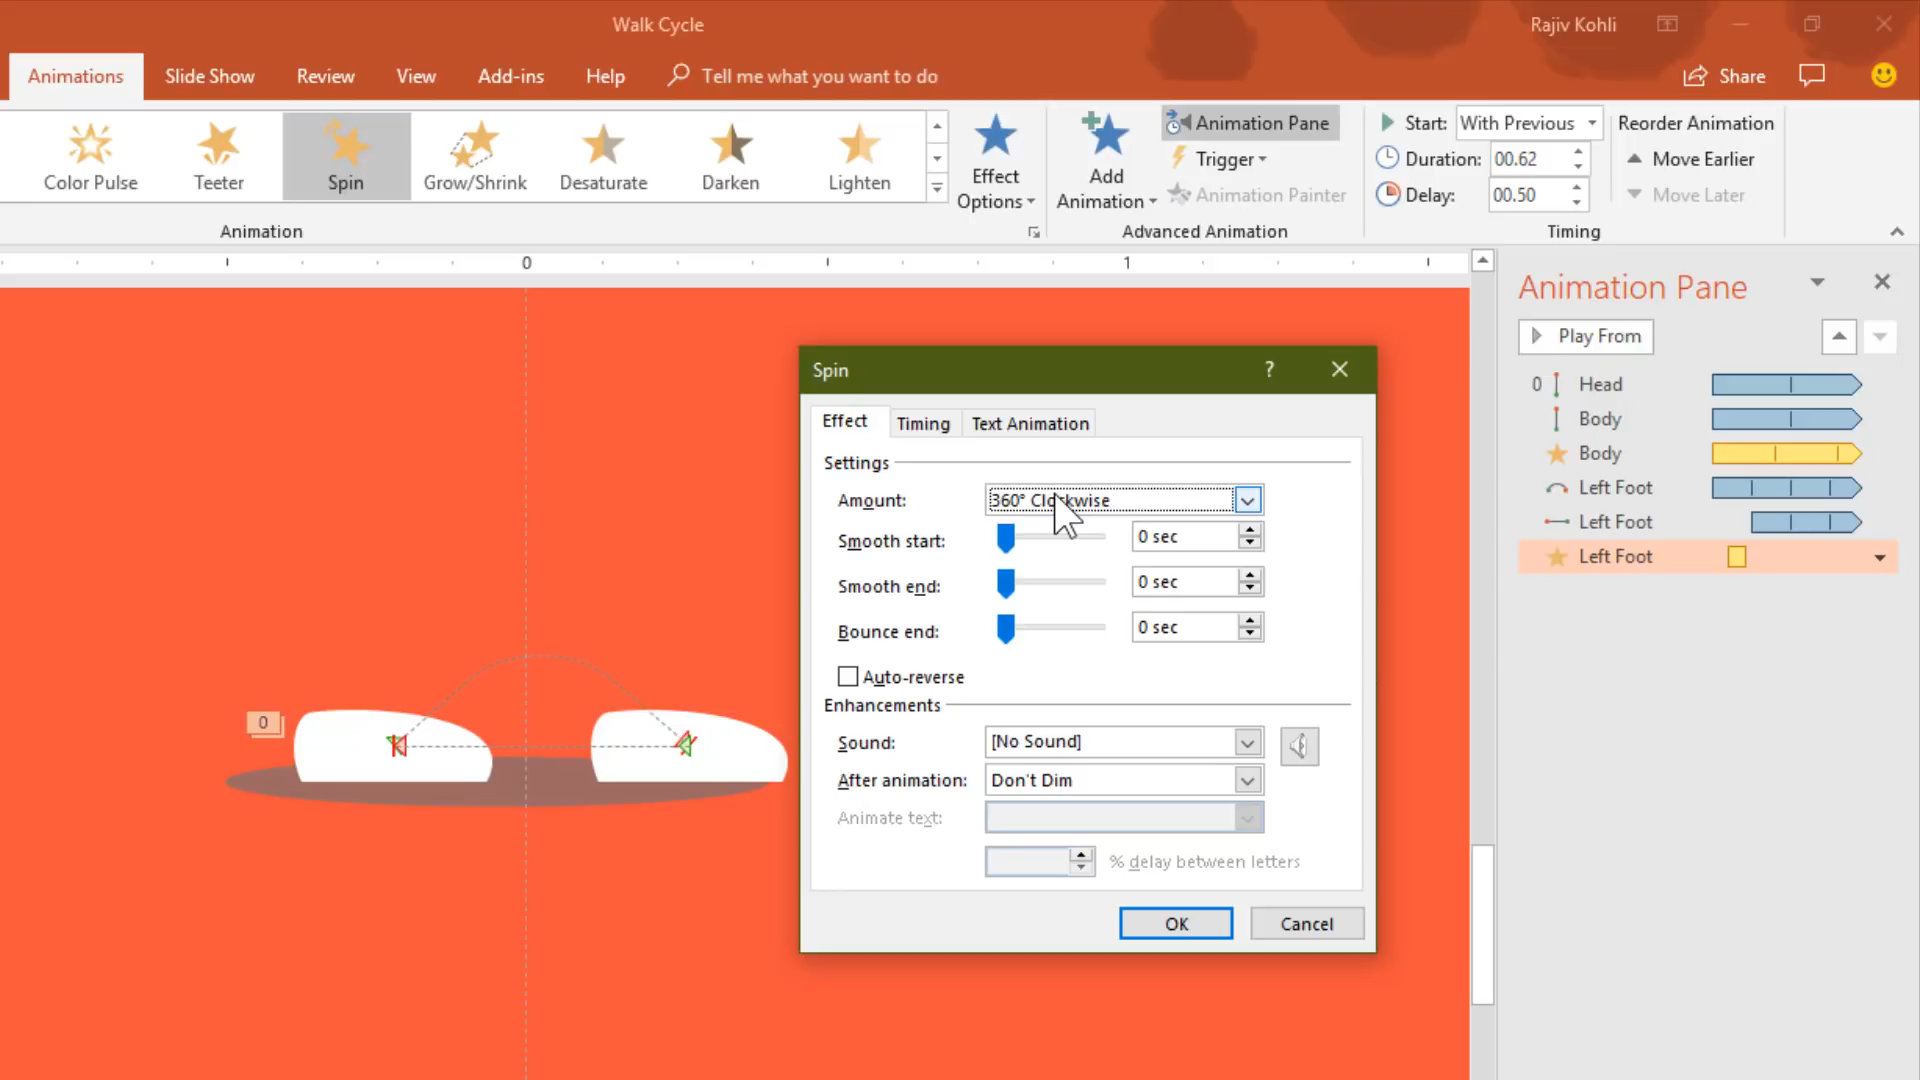 Walk Cycle
Rajiv Kohli
Animations
Slide Show
Review
View
Add-ins
Help
Tell me what you want to do
Share
Color Pulse
Teeter
Spin
Grow/Shrink
Desaturate
Darken
Lighten
Effect
Options
Add
Animation
Animation Pane
Trigger
Animation Painter
Start: With Previous
Duration: 00.62
Delay: 00.50
Reorder Animation
Move Earlier
Move Later
Animation
Advanced Animation
Timing
0
1
Animation Pane
Play From
0 Head
Body
Body
Left Foot
Left Foot
Left Foot
Spin
?
Effect
Timing
Text Animation
Settings
Amount: 360° Clockwise
Smooth start: 0 sec
Smooth end: 0 sec
Bounce end: 0 sec
Auto-reverse
Enhancements
Sound: [No Sound]
After animation: Don't Dim
Animate text:
% delay between letters
OK
Cancel
0